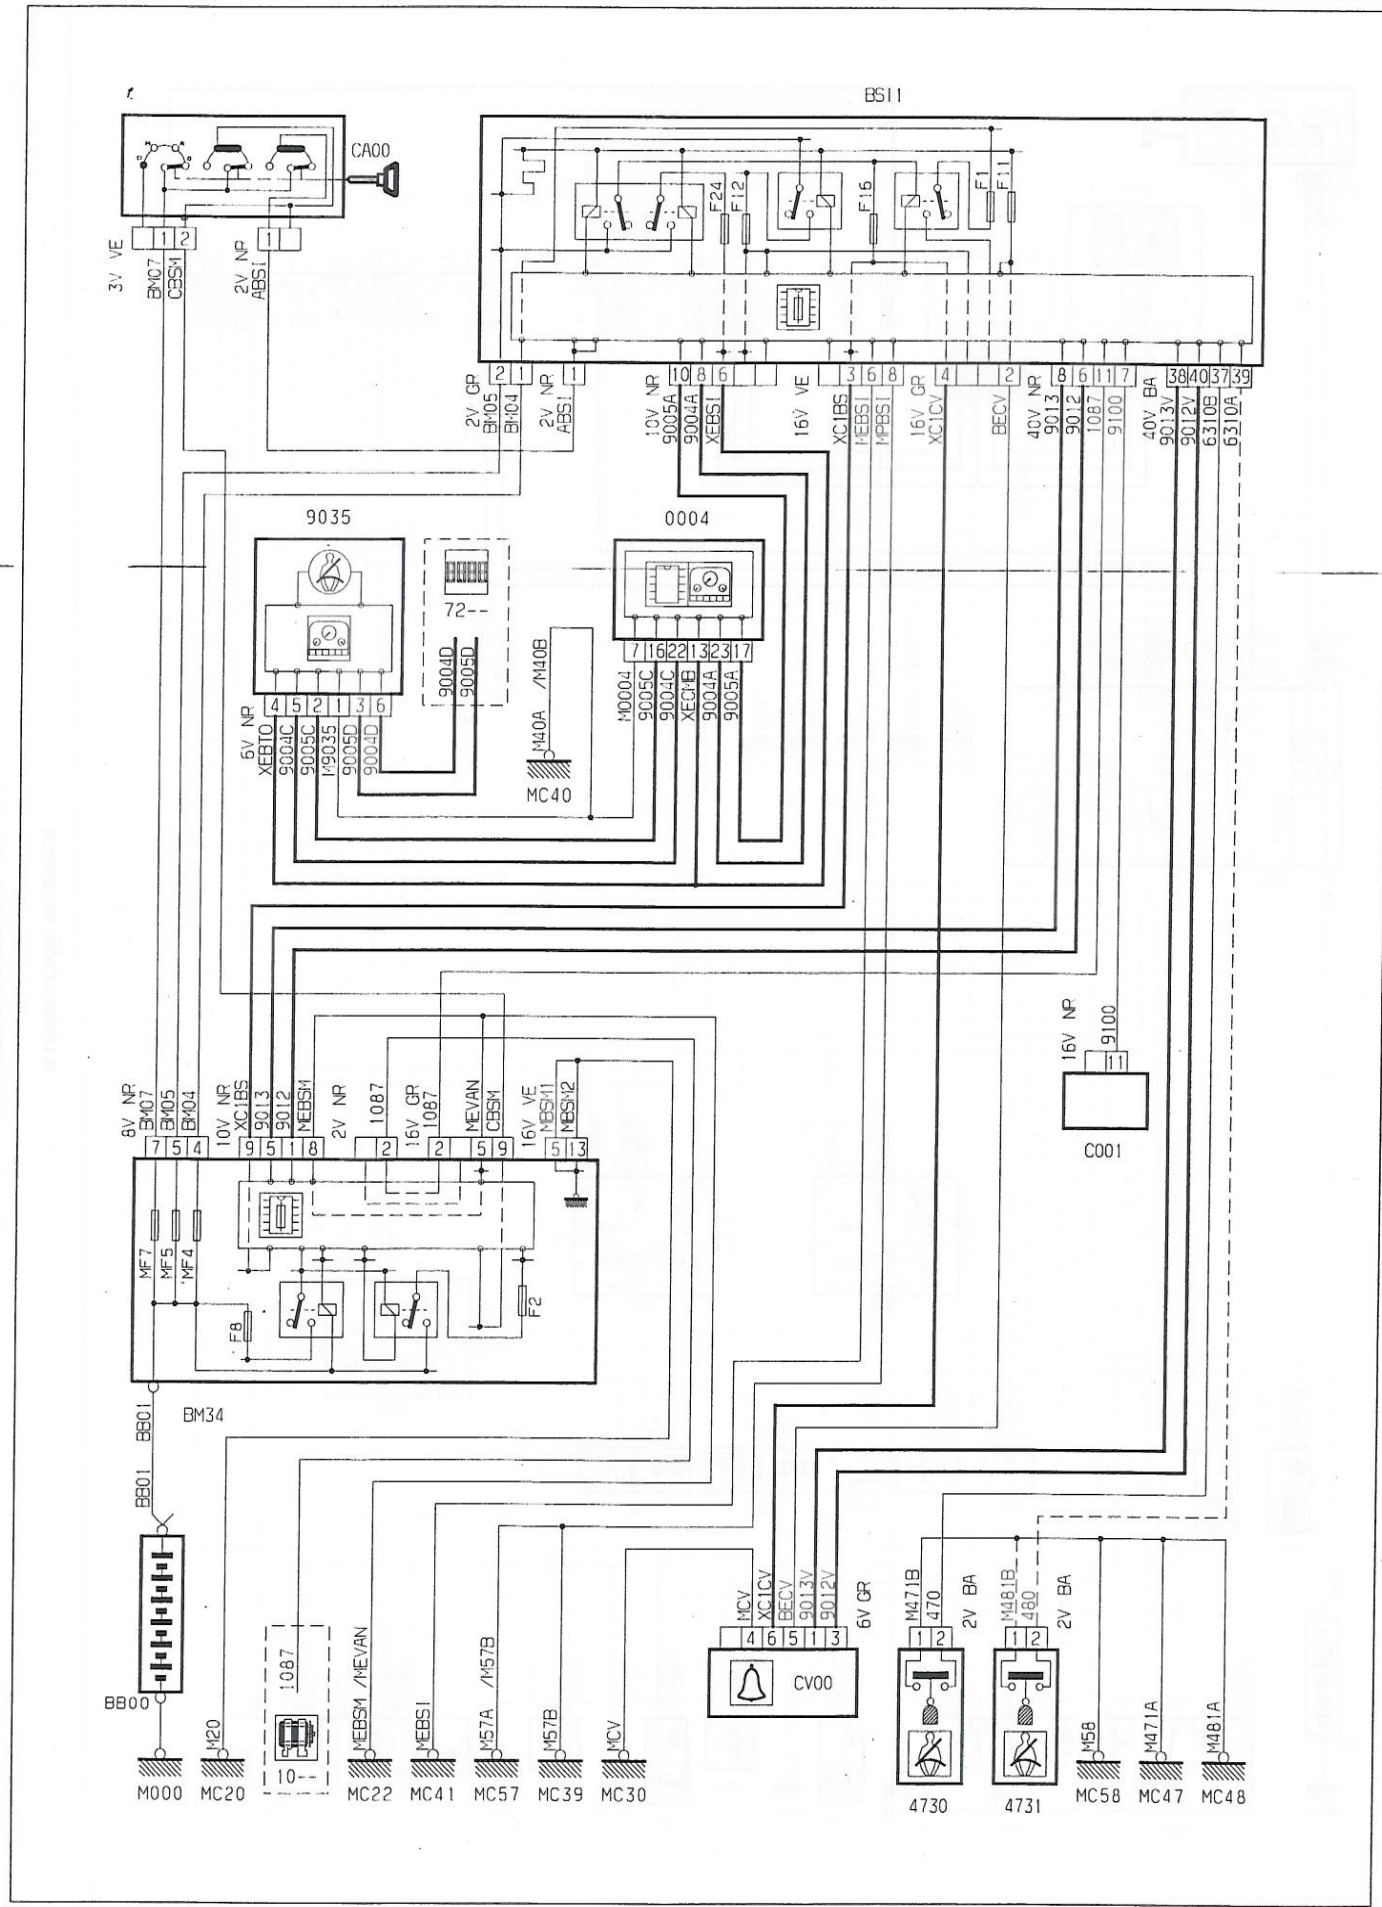 BSI1
CA00
F24
F12
F16
F1
F11
1 2
1
3V VE
BM07
CBSM
2V NR
ABSI
2 1
1
10 8 6
3 6 8
4
2
8 6 11 7
38 40 37 39
2V GR
BM05
BM04
2V NR
ABSI
10V NR
9005A
9004A
XEBSI
16V VE
XC1BS
MEBSI
MPBSI
16V GR
XC1CV
BECV
40V NR
9013
9012
1087
9100
40V BA
9013V
9012V
6310B
6310A
9035
0004
72--
9004D
9005D
M40A /M40B
MC40
7 16 22 13 23 17
M0004
9005C
9004C
XECMB
9004A
9005A
4 5 2 1 3 6
6V NR
XEBTO
9004C
9005C
M9035
9005D
9004D
16V NR
9100
11
C001
8V NR
BM07
BM05
BM04
10V NR
XC1BS
9013
9012
MEBSM
2V NR
1087
16V GR
1087
MEVAN
CBSM
16V VE
MBSM1
MBSM2
7 5 4
9 5 1 8
2
2 5 9
5 13
MF7
MF5
MF4
F8
F2
BM34
BB01
BB01
BB00
M000
M20
MC20
1087
10--
MEBSM /MEVAN
MC22
MEBSI
MC41
M57A /M57B
MC57
M57B
MC39
MCV
MC30
MCV
XC1CV
BECV
9013V
9012V
6V GR
4 6 5 1 3
CV00
M471B
470
2V BA
1 2
4730
M481B
480
2V BA
1 2
4731
M58
MC58
M471A
MC47
M481A
MC48